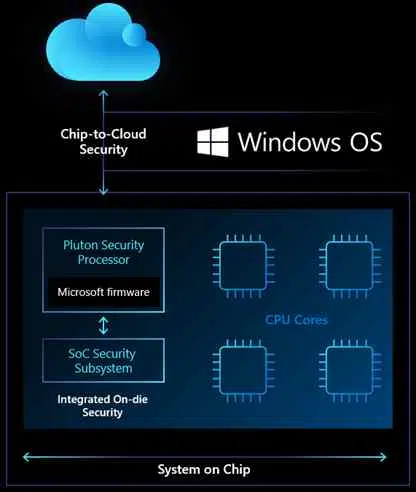 Chip-to-Cloud
Security
Windows OS
Pluton Security
Processor
Microsoft firmware
SoC Security
Subsystem
Integrated On-die
Security
CPU Cores
System on Chip